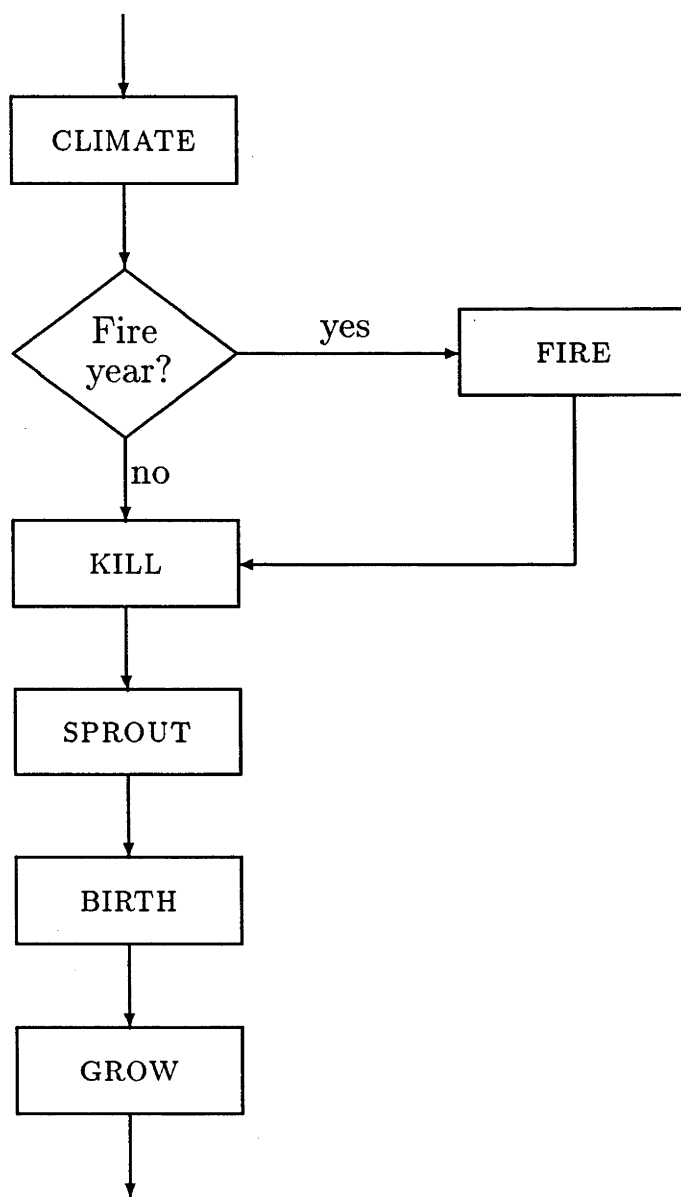 CLIMATE
Fire
year?
yes
FIRE
no
KILL
SPROUT
BIRTH
GROW